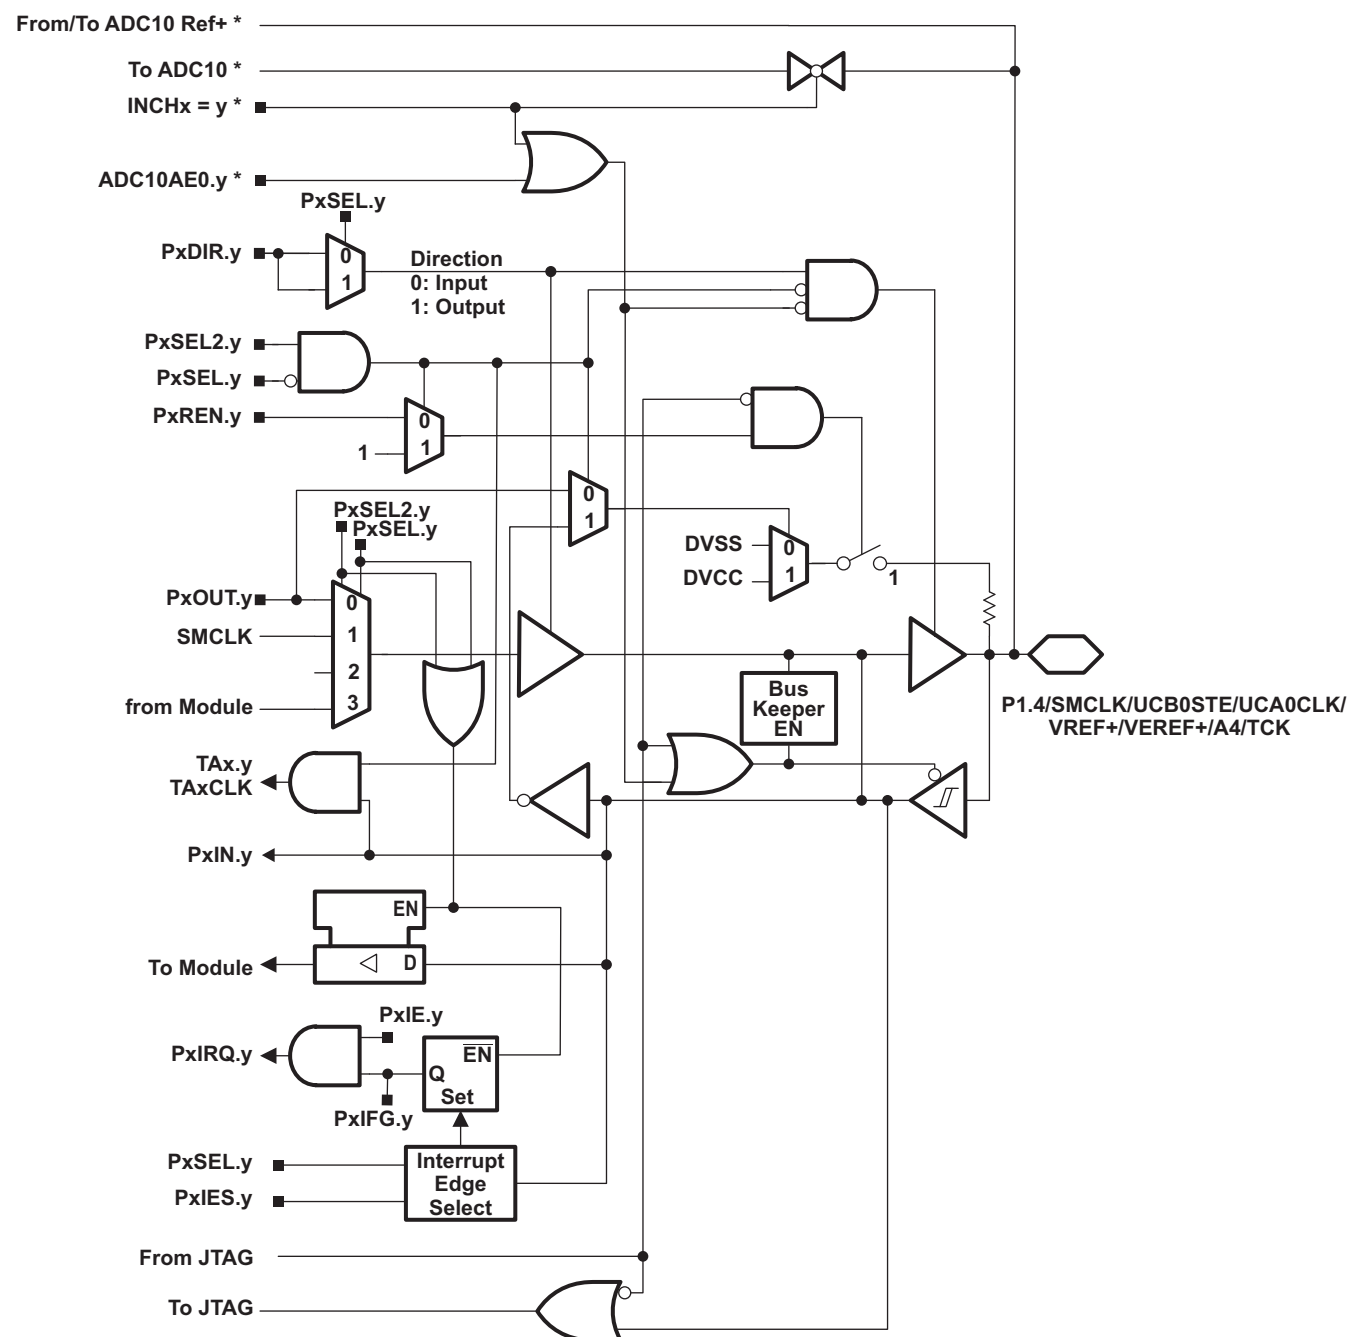 From/To ADC10 Ref+ *
To ADC10 *
INCHx = y *
ADC10AE0.y *
PxSEL.y
PxDIR.y
0
1
Direction
0: Input
1: Output
PxSEL2.y
PxSEL.y
PxREN.y
0
1
1
0
1
PxSEL2.y
PxSEL.y
DVSS
DVCC
0
1
1
PxOUT.y
SMCLK
from Module
0
1
2
3
Bus
Keeper
EN
P1.4/SMCLK/UCB0STE/UCA0CLK/
VREF+/VEREF+/A4/TCK
TAx.y
TAxCLK
PxIN.y
EN
D
To Module
PxIE.y
PxIRQ.y
EN
Q
Set
PxIFG.y
PxSEL.y
PxIES.y
Interrupt
Edge
Select
From JTAG
To JTAG